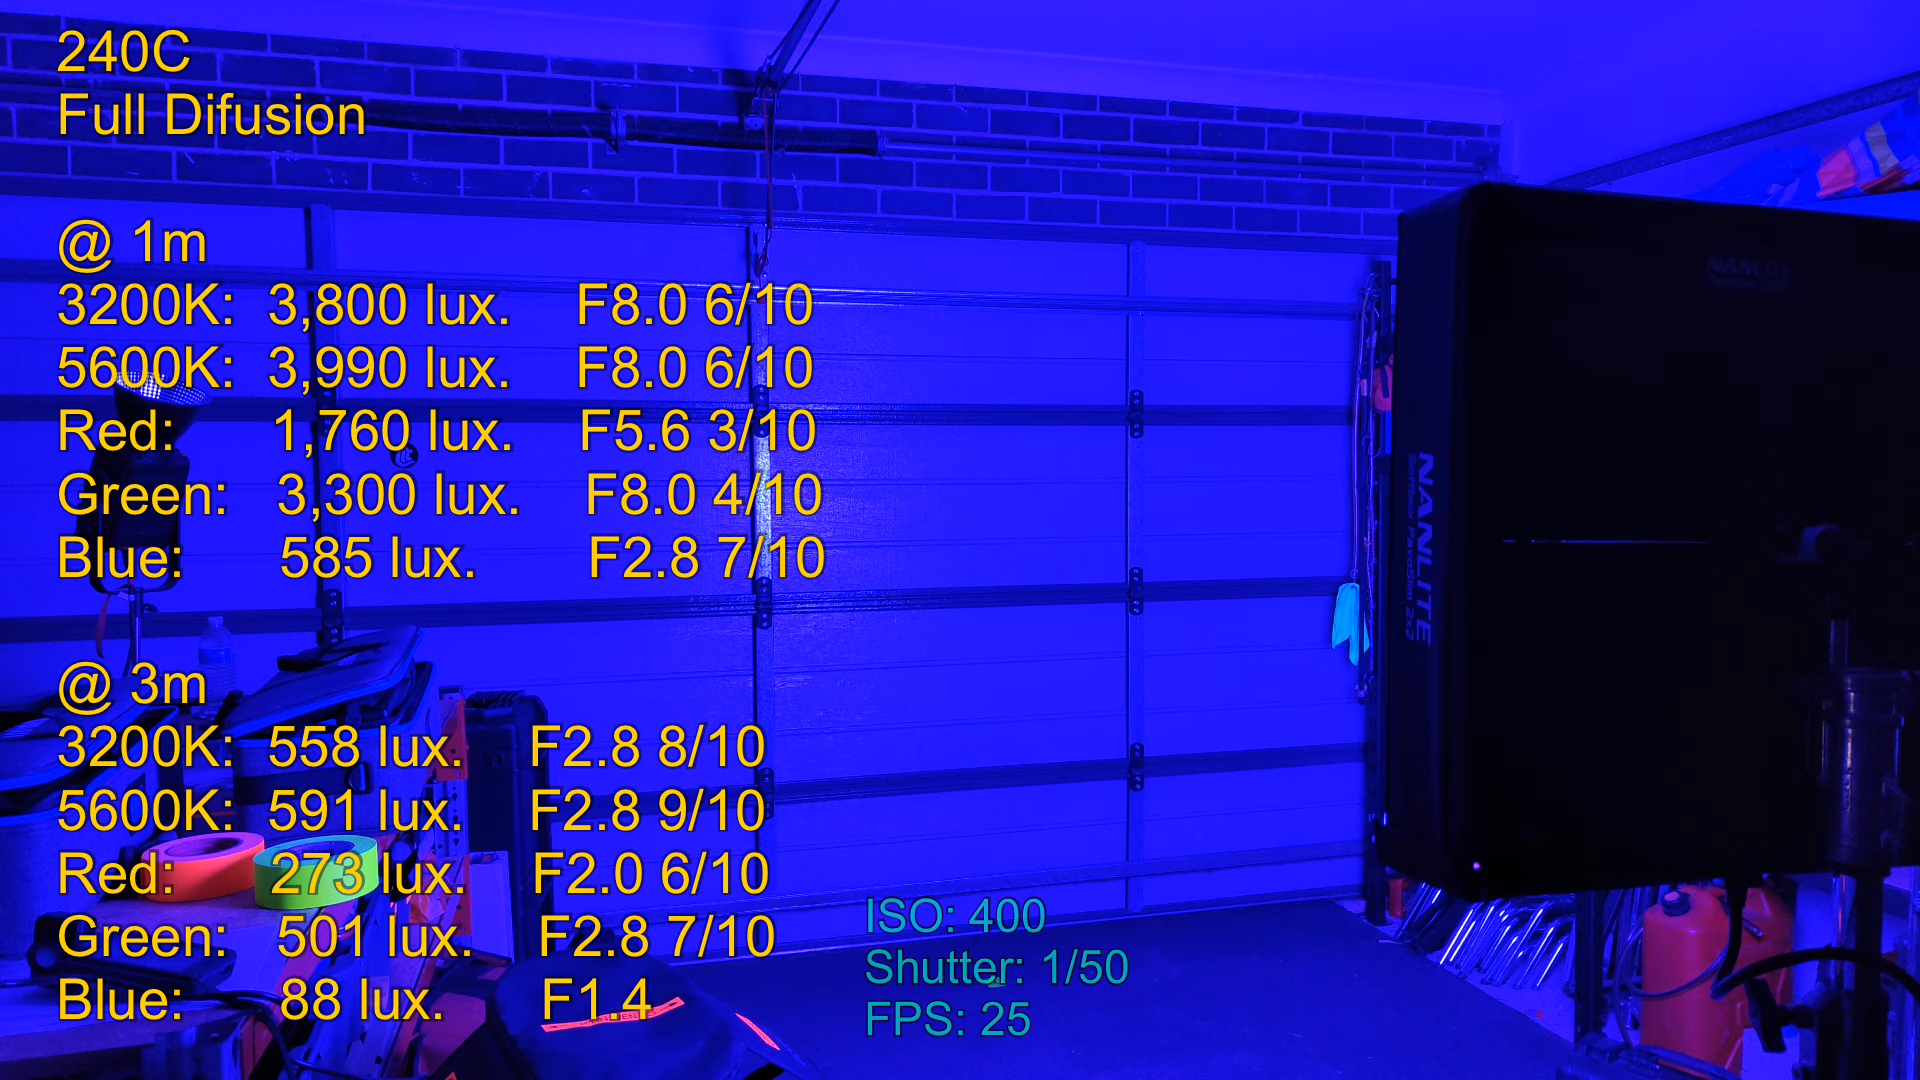 240C
Full Difusion
@ 1m
3200K: 3,800 lux. F8.0 6/10
5600K: 3,990 lux. F8.0 6/10
Red: 1,760 lux. F5.6 3/10
Green: 3,300 lux. F8.0 4/10
Blue: 585 lux. F2.8 7/10
@ 3m
3200K: 558 lux. F2.8 8/10
5600K: 591 lux. F2.8 9/10
Red: 273 lux. F2.0 6/10
Green: 501 lux. F2.8 7/10
Blue: 88 lux. F1.4
ISO: 400
Shutter: 1/50
FPS: 25
NANLITE
NANLITE
Softbox PavoSlim 2x2